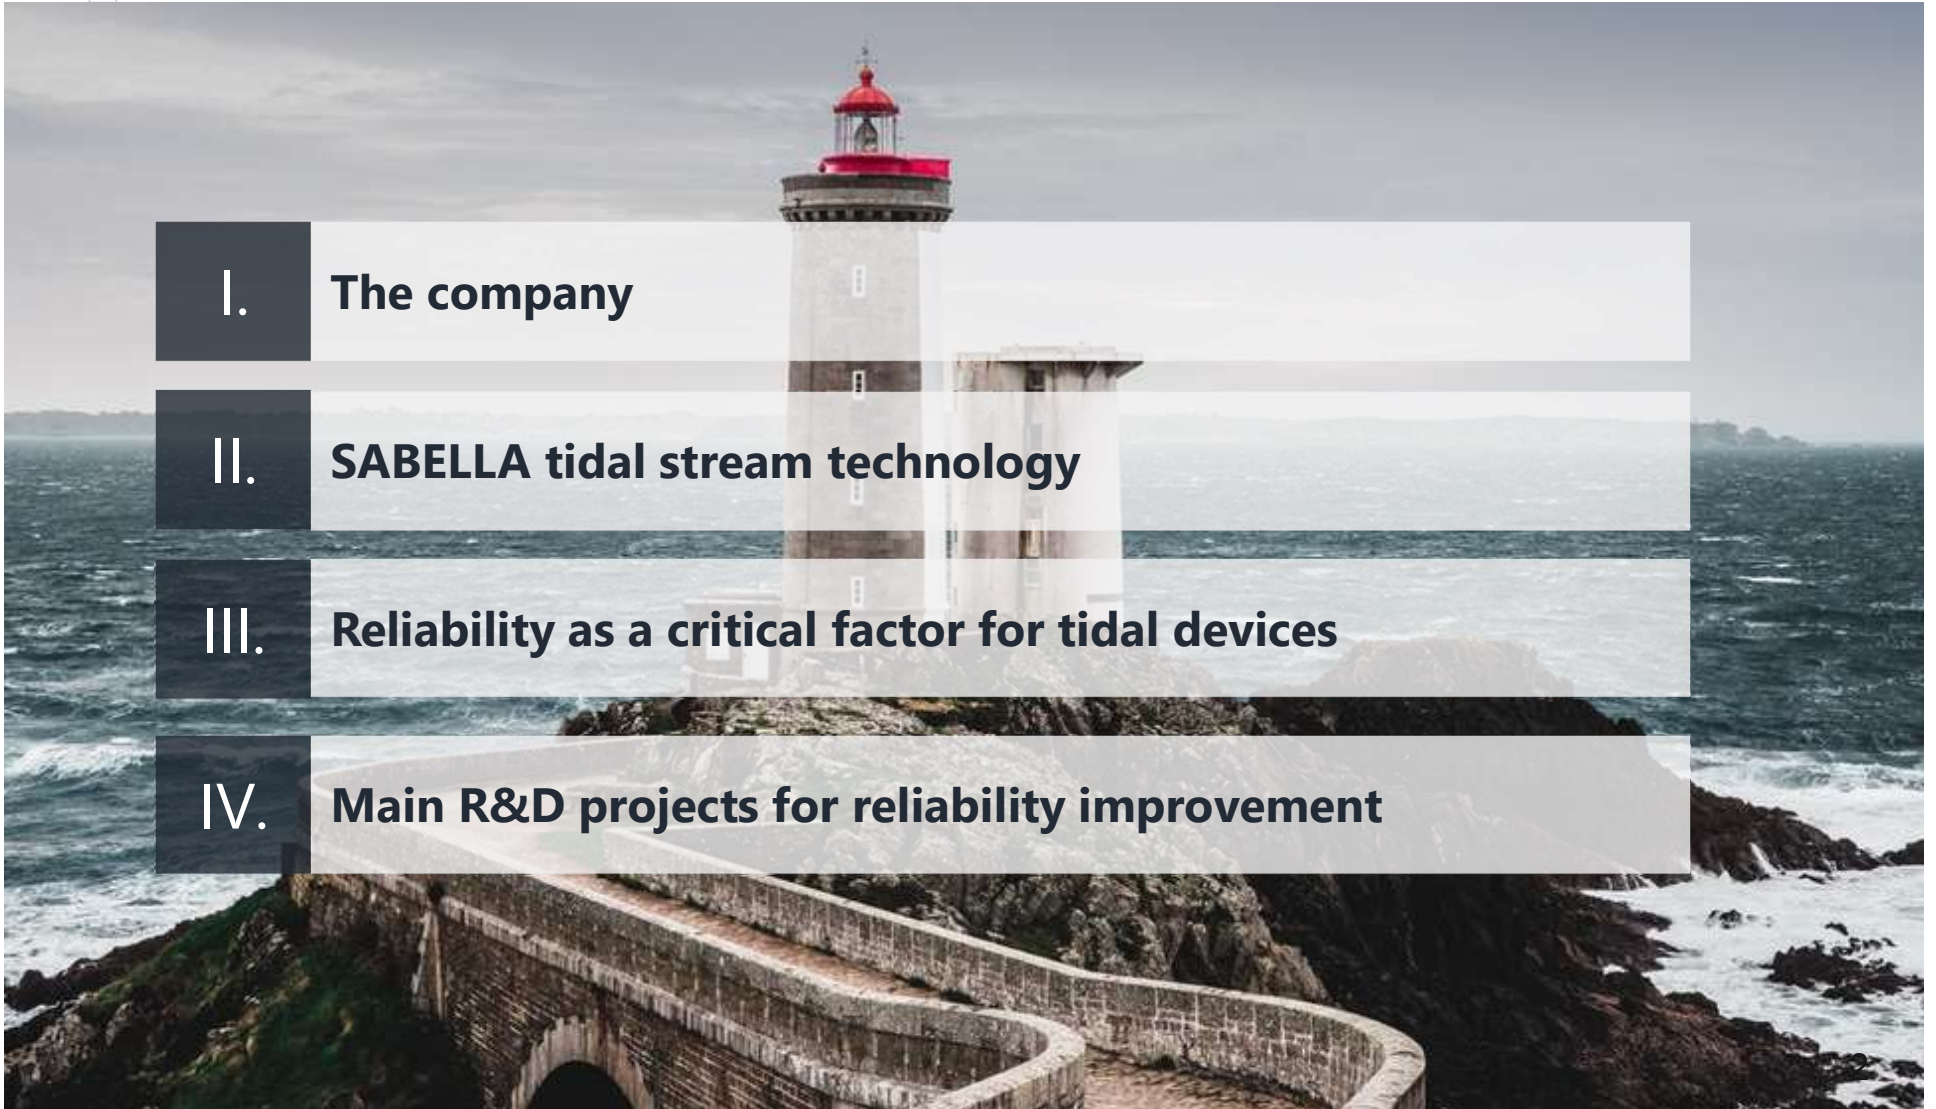 I. The company
II. SABELLA tidal stream technology
III. Reliability as a critical factor for tidal devices
IV. Main R&D projects for reliability improvement
2